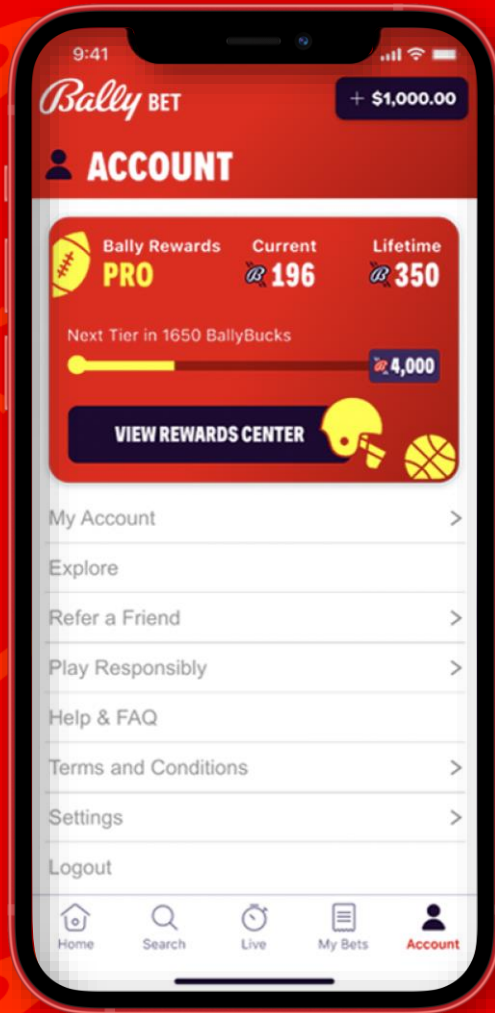 9:41
Bally BET
+ $1,000.00
ACCOUNT
Bally Rewards Current Lifetime
PRO B 196 B 350
Next Tier in 1650 BallyBucks
B 4,000
VIEW REWARDS CENTER
My Account >
Explore
Refer a Friend >
Play Responsibly >
Help & FAQ
Terms and Conditions >
Settings >
Logout
Home Search Live My Bets Account